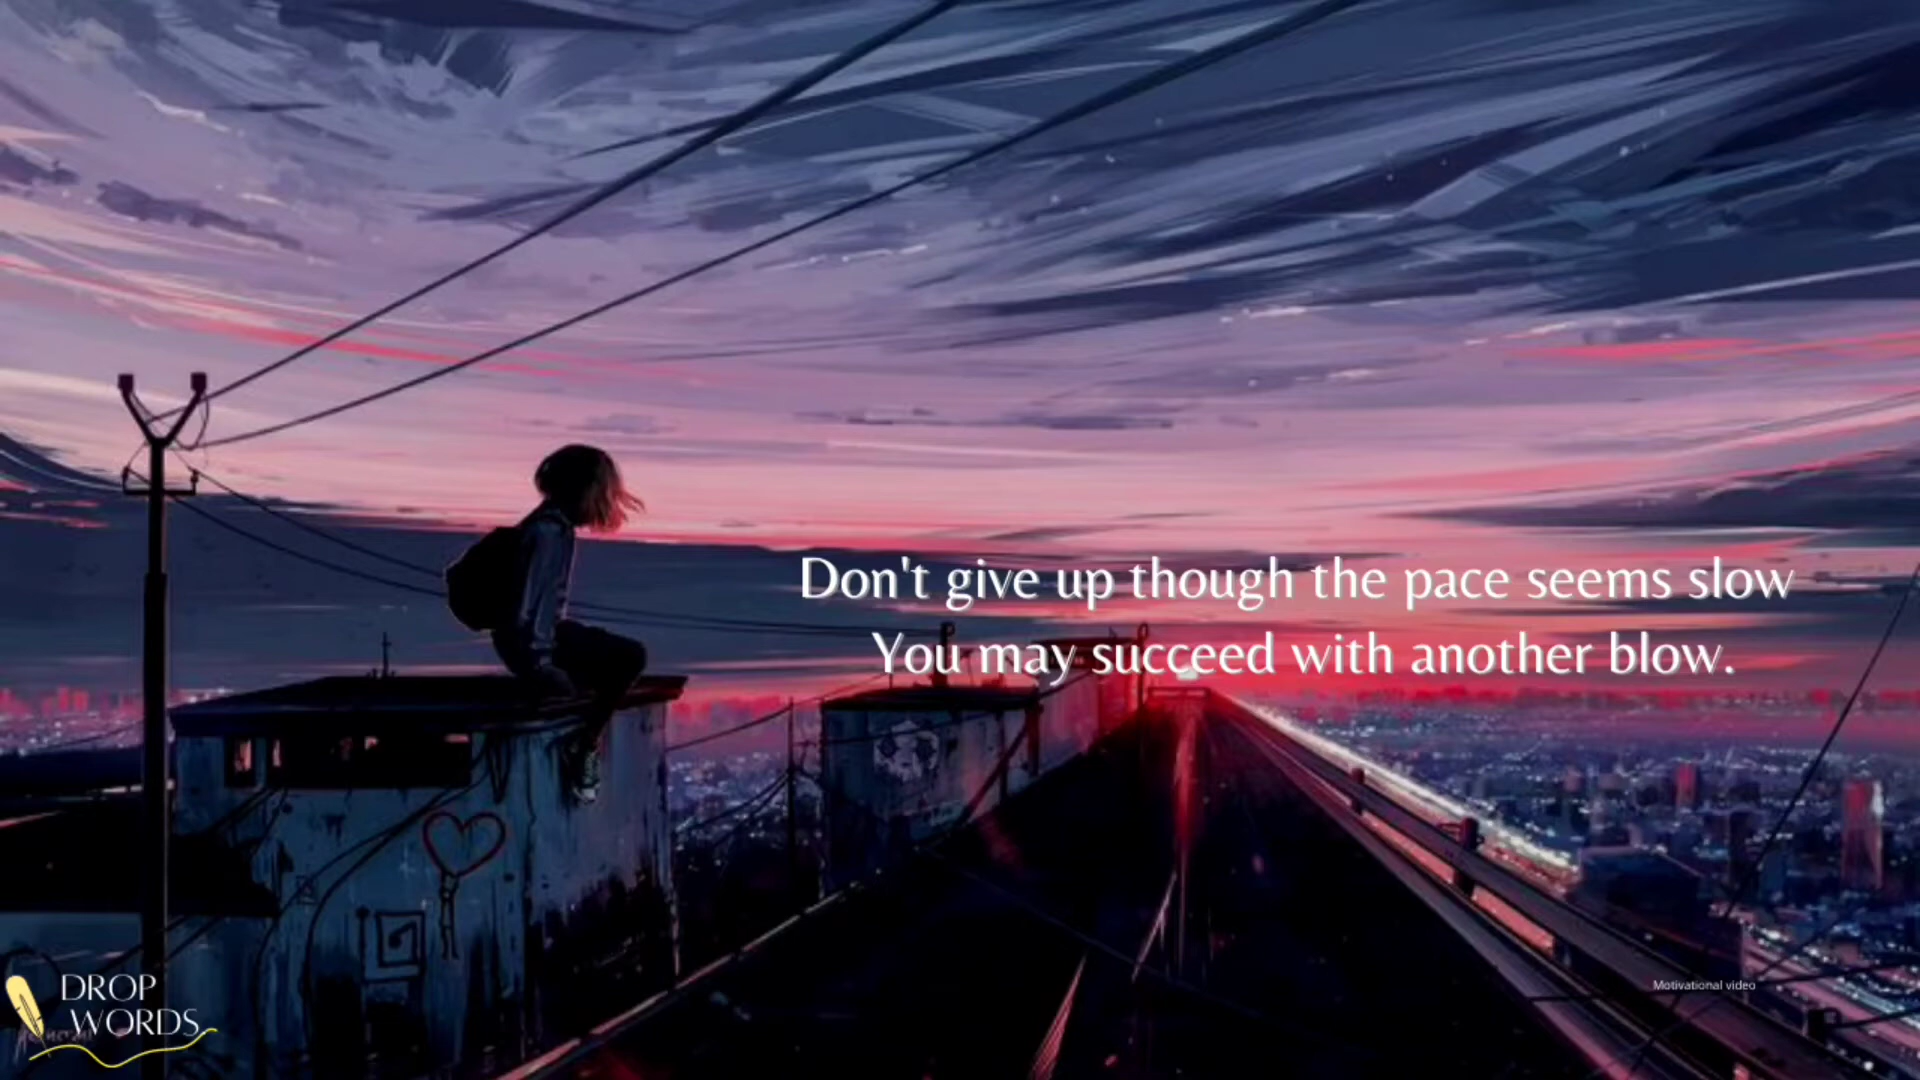 Don't give up though the pace seems slow
You may succeed with another blow.
Motivational video
DROP
WORDS